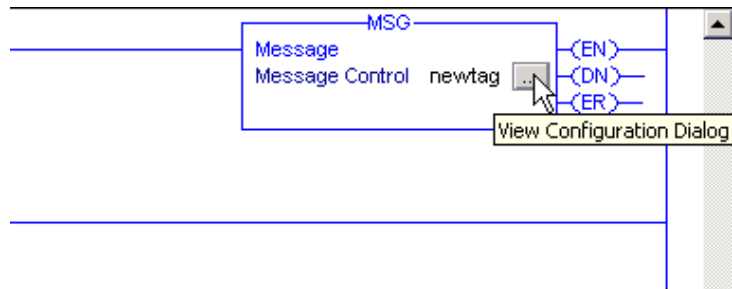 MSG
Message
Message Control newtag ...
(EN)
(DN)
(ER)
View Configuration Dialog